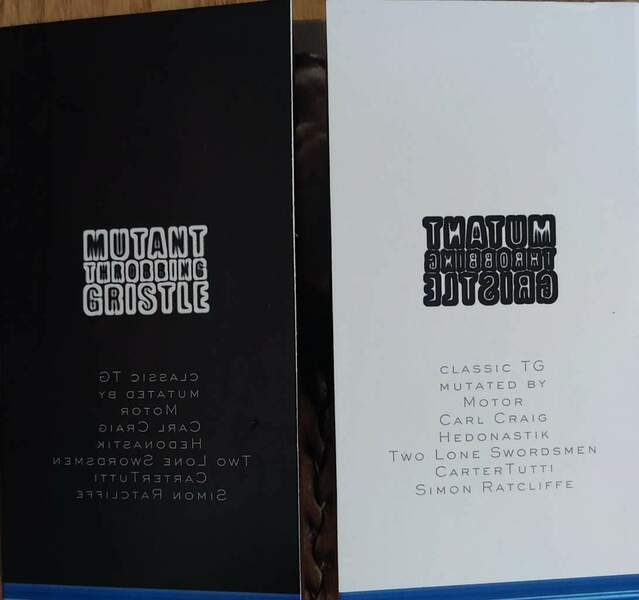 MUTANT
THROBBING
GRISTLE
CLASSIC TG
MUTATED BY
MOTOR
CARL CRAIG
HEDONASTIK
TWO LONE SWORDSMEN
CARTERTUTTI
SIMON RATCLIFFE
MUTANT
THROBBING
GRISTLE
CLASSIC TG
MUTATED BY
MOTOR
CARL CRAIG
HEDONASTIK
TWO LONE SWORDSMEN
CARTERTUTTI
SIMON RATCLIFFE